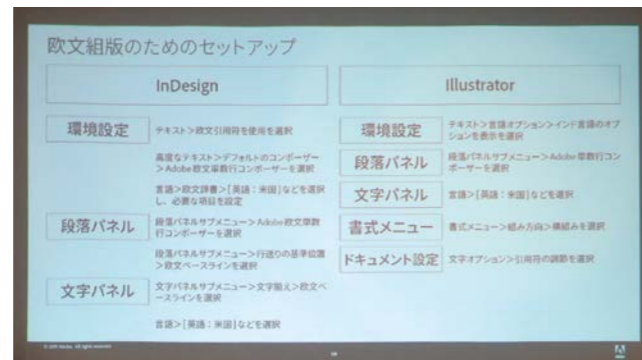 欧文組版のためのセットアップ
InDesign
環境設定
テキスト＞欧文引用符を使用を選択
高度なテキスト＞デフォルトのコンポーザー
＞Adobe欧文単数行コンポーザーを選択
言語＞欧文辞書＞[英語：米国]などを選択
し、必要な項目を設定
段落パネル
段落パネルサブメニュー＞Adobe欧文単数
行コンポーザーを選択
段落パネルサブメニュー＞行送りの基準位置
＞欧文ベースラインを選択
文字パネル
文字パネルサブメニュー＞文字揃え＞欧文ベ
ースラインを選択
言語＞[英語：米国]などを選択
Illustrator
環境設定
テキスト＞言語オプション＞インド言語のオプ
ションを表示を選択
段落パネル
段落パネルサブメニュー＞Adobe単数行コン
ポーザーを選択
文字パネル
言語＞[英語：米国]などを選択
書式メニュー
書式メニュー＞組み方向＞横組みを選択
ドキュメント設定
文字オプション＞引用符の調節を選択